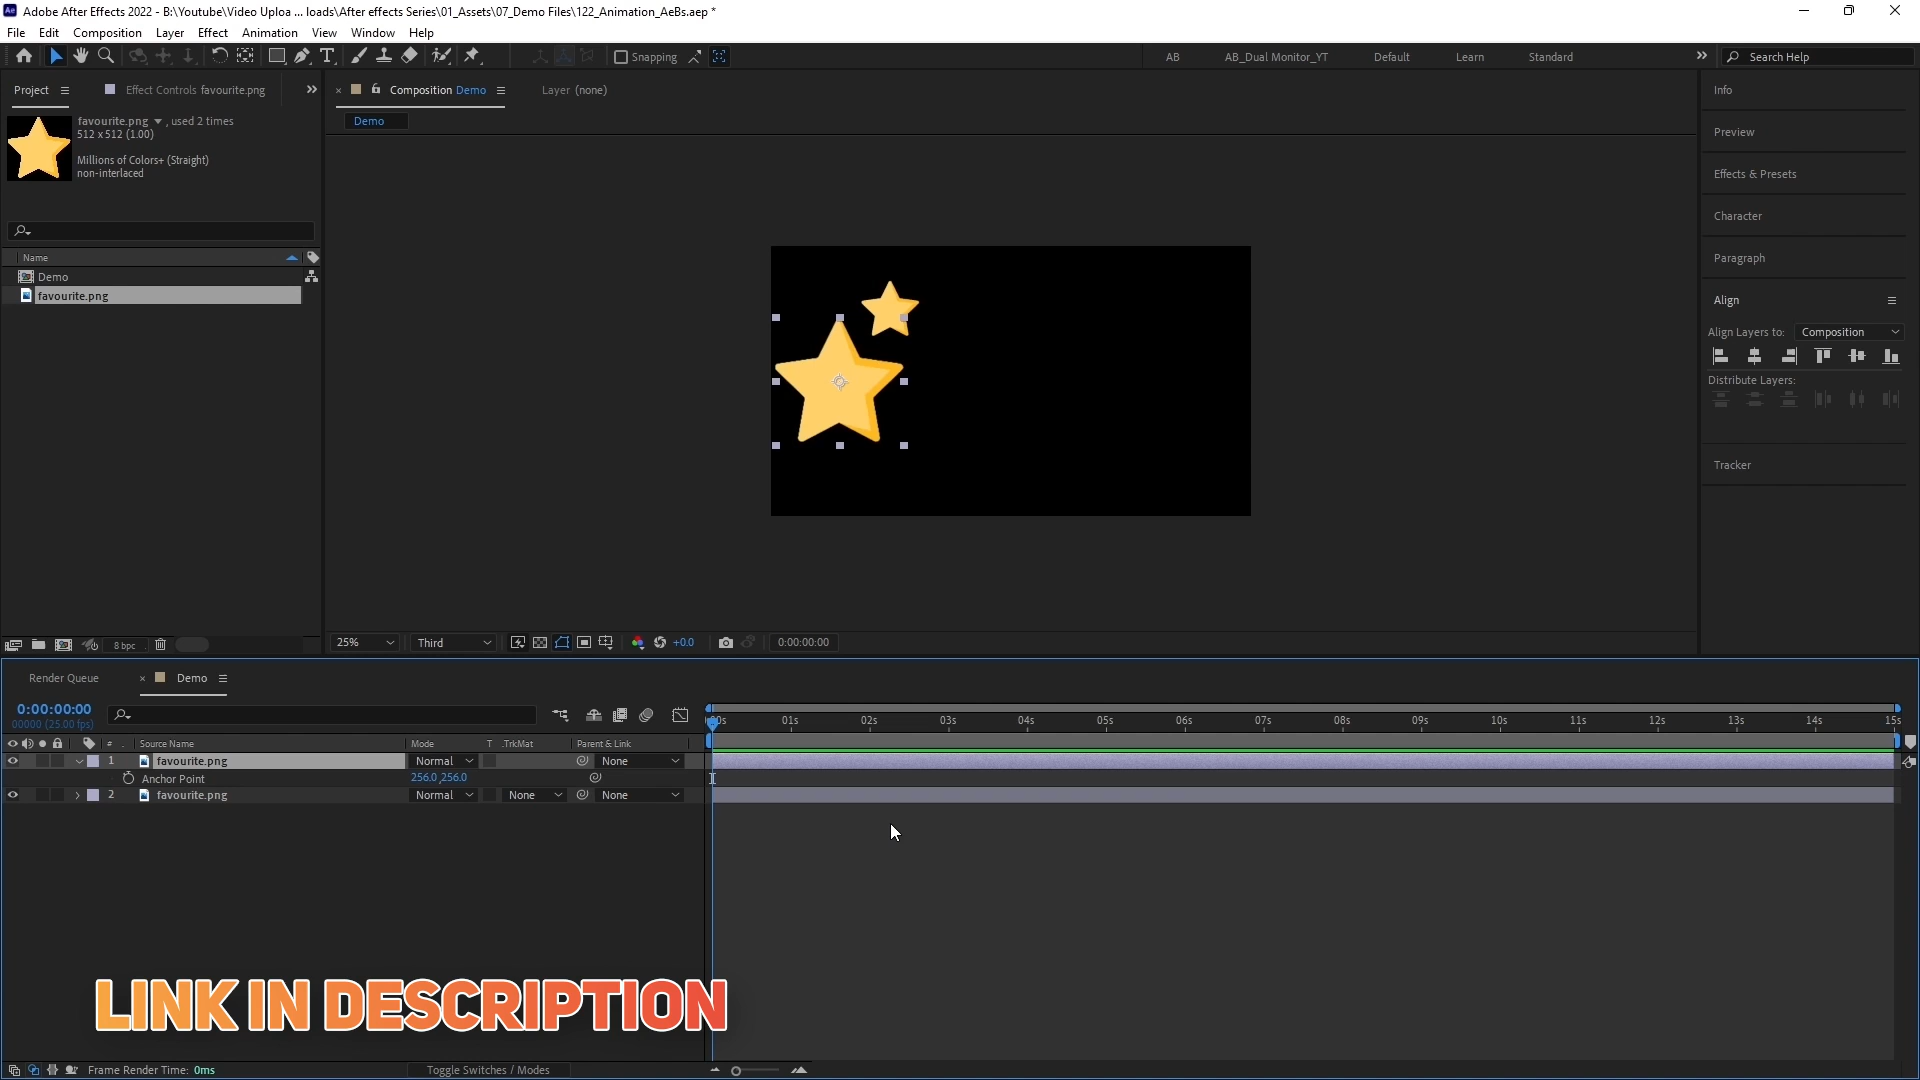 Adobe After Effects 2022 - B:\Youtube\Video Uploa ... loads\After effects Series\01_Assets\07_Demo Files\122_Animation_AeBs.aep *
File Edit Composition Layer Effect Animation View Window Help
Snapping AB AB_Dual Monitor_YT Default Learn Standard Search Help
Project Effect Controls favourite.png
Composition Demo Layer (none)
Demo
favourite.png , used 2 times
512 x 512 (1.00)
Millions of Colors+ (Straight)
non-interlaced
Name
Demo
favourite.png
Info
Preview
Effects & Presets
Character
Paragraph
Align
Align Layers to: Composition
Distribute Layers:
Tracker
8 bpc
25% Third +0.0 0:00:00:00
Render Queue Demo
0:00:00:00
00000 (25.00 fps)
00s 01s 02s 03s 04s 05s 06s 07s 08s 09s 10s 11s 12s 13s 14s 15s
# . Source Name Mode T .TrkMat Parent & Link
1 favourite.png Normal None
Anchor Point 256.0,256.0
2 favourite.png Normal None None
LINK IN DESCRIPTION
Frame Render Time: 0ms Toggle Switches / Modes